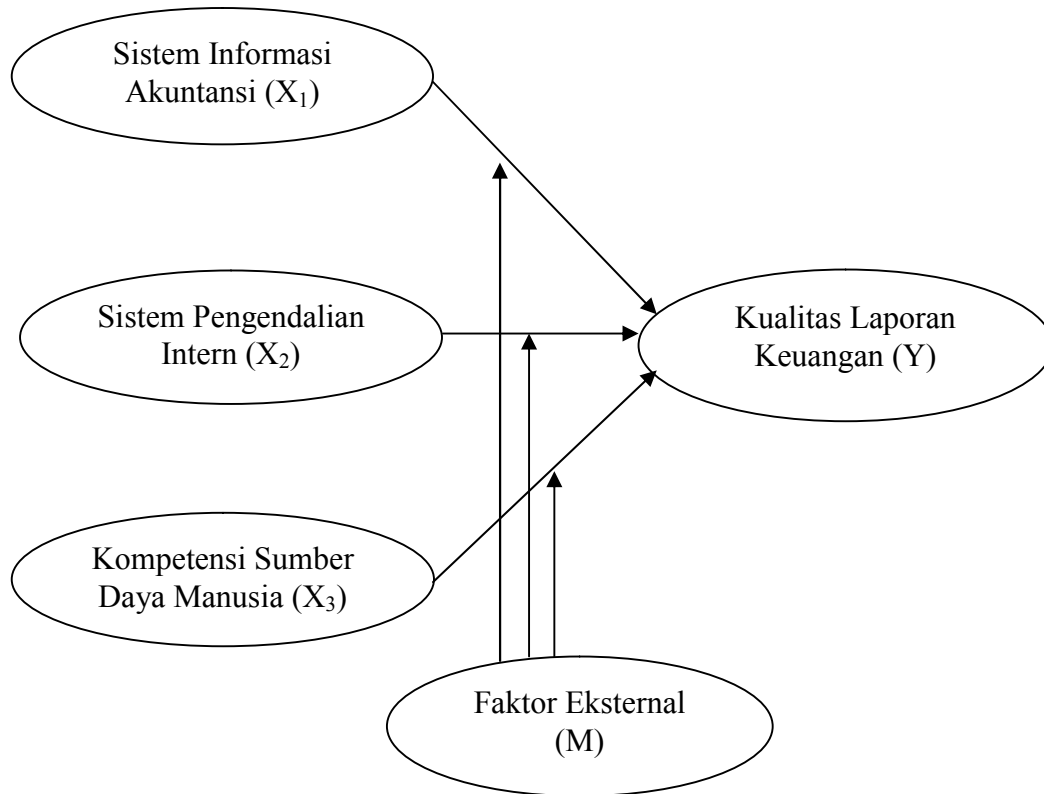 Sistem Informasi
Akuntansi (X₁)
Sistem Pengendalian
Intern (X₂)
Kualitas Laporan
Keuangan (Y)
Kompetensi Sumber
Daya Manusia (X₃)
Faktor Eksternal
(M)